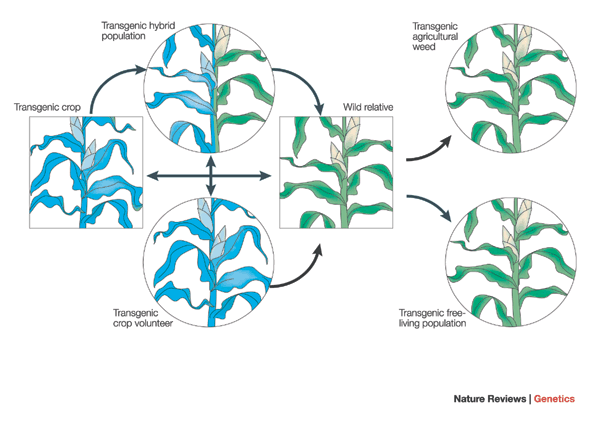 Transgenic hybrid
population
Transgenic
agricultural
weed
Transgenic crop
Wild relative
Transgenic
crop volunteer
Transgenic free-
living population
Nature Reviews | Genetics